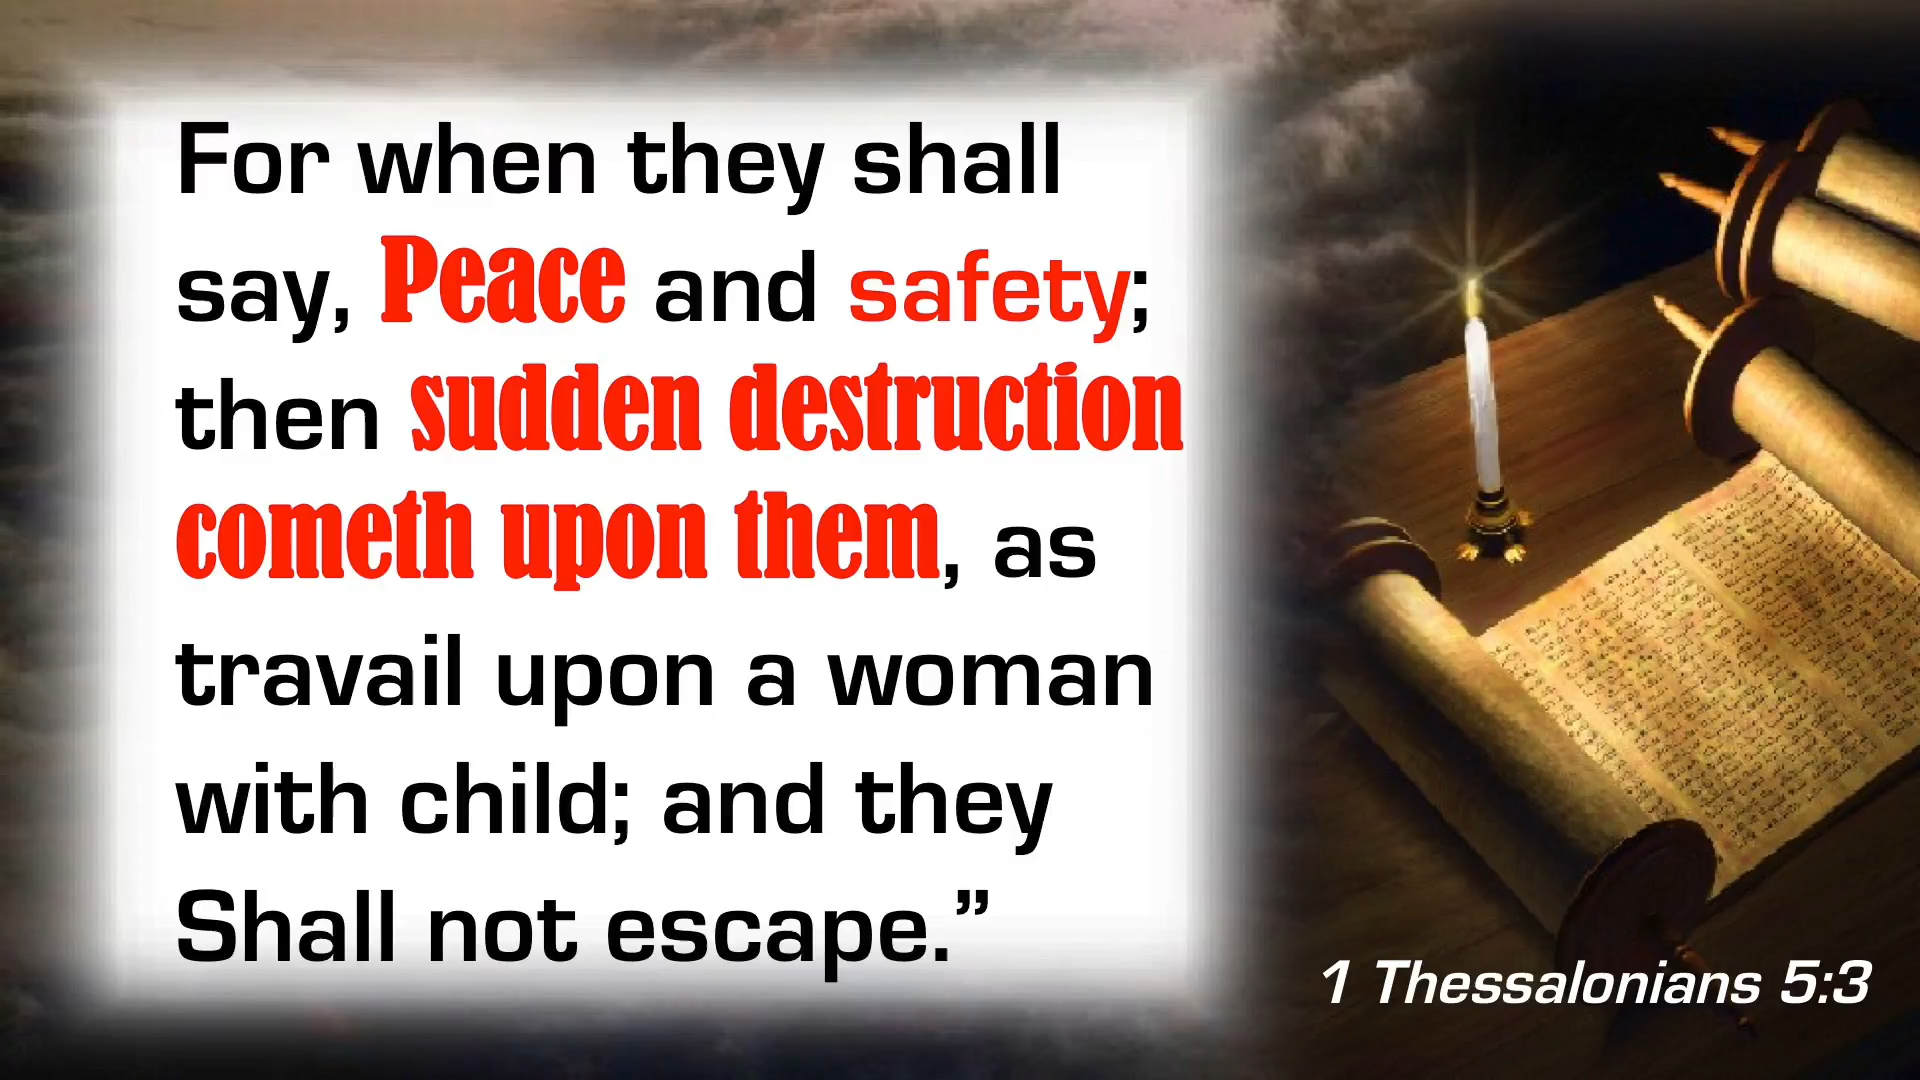 For when they shall
say, Peace and safety;
then sudden destruction
cometh upon them, as
travail upon a woman
with child; and they
Shall not escape.”
1 Thessalonians 5:3